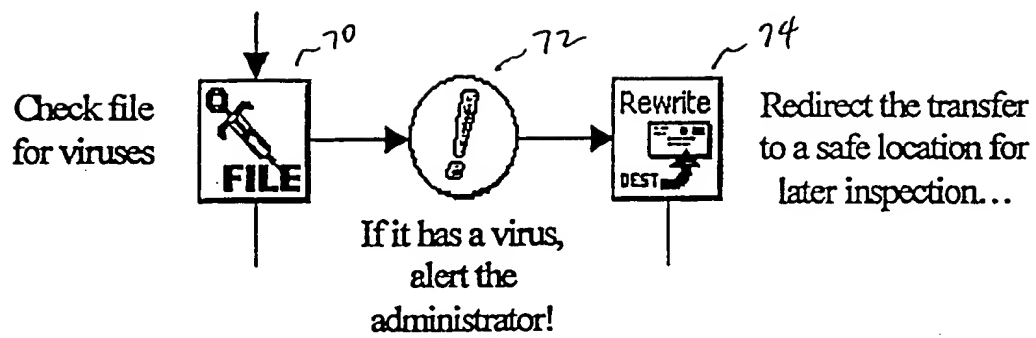 70
72
74
Check file
for viruses
Q
FILE
!
Rewrite
DEST
Redirect the transfer
to a safe location for
later inspection...
If it has a virus,
alert the
administrator!